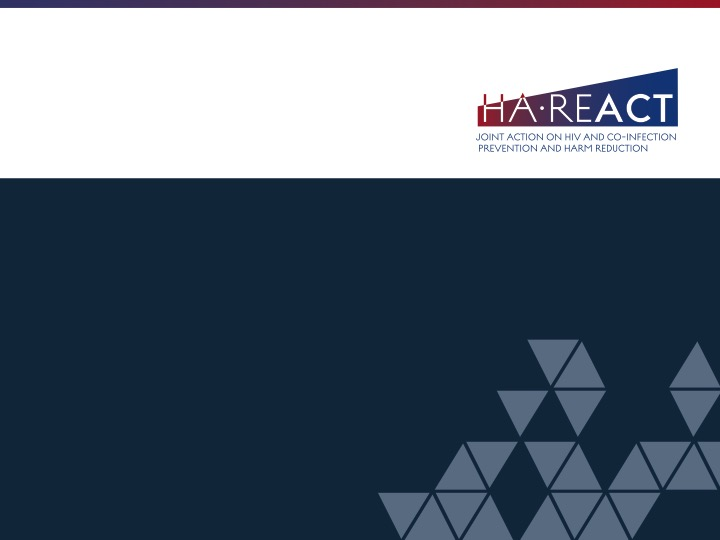 HA·REACT
JOINT ACTION ON HIV AND CO-INFECTION
PREVENTION AND HARM REDUCTION